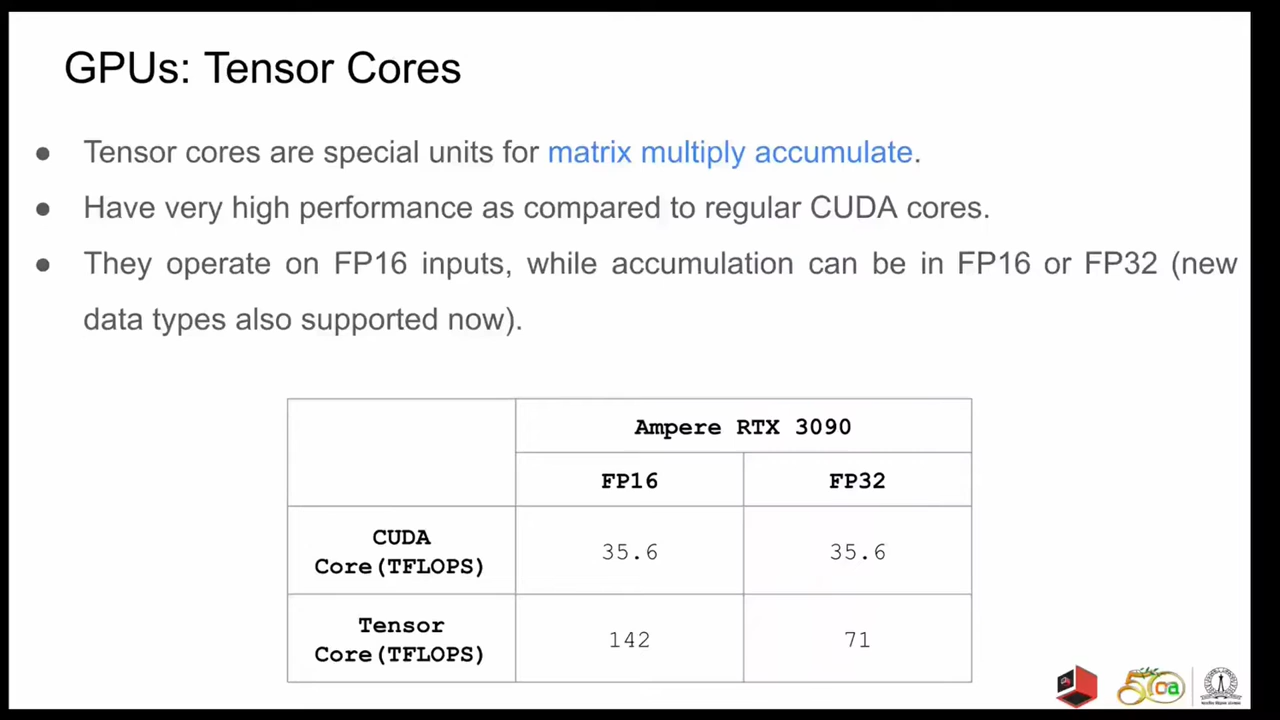 GPUs: Tensor Cores
● Tensor cores are special units for matrix multiply accumulate.
● Have very high performance as compared to regular CUDA cores.
● They operate on FP16 inputs, while accumulation can be in FP16 or FP32 (new
data types also supported now).
Ampere RTX 3090
FP16 FP32
CUDA
Core(TFLOPS) 35.6 35.6
Tensor
Core(TFLOPS) 142 71